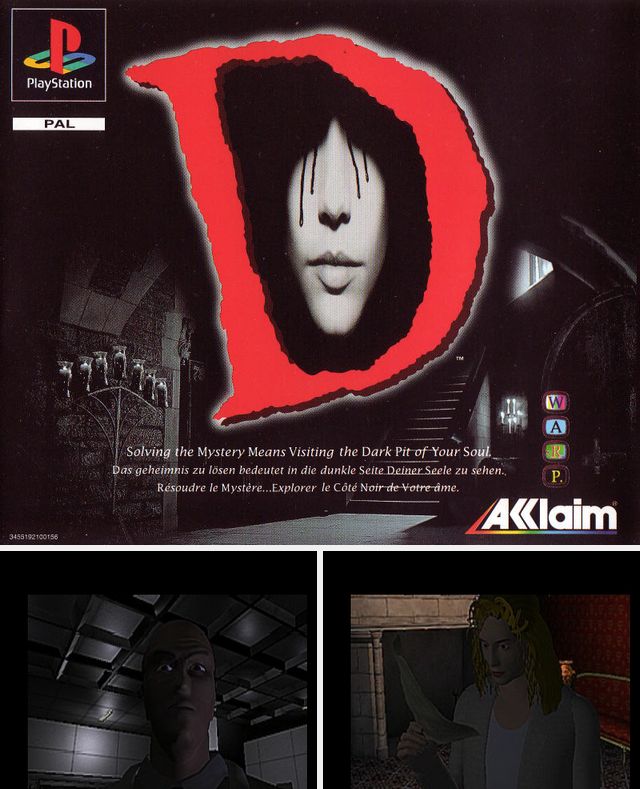 PlayStation
PAL
D
™
Solving the Mystery Means Visiting the Dark Pit of Your Soul.
Das geheimnis zu lösen bedeutet in die dunkle Seite Deiner Seele zu sehen.
Résoudre le Mystère...Explorer le Côté Noir de Votre âme.
W
A
R
P.
AKKlaim®
3455192100156